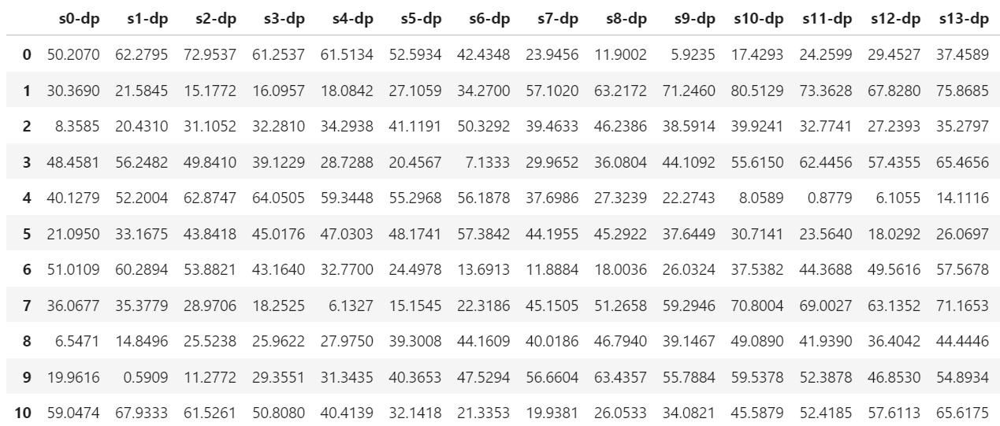 s0-dp s1-dp s2-dp s3-dp s4-dp s5-dp s6-dp s7-dp s8-dp s9-dp s10-dp s11-dp s12-dp s13-dp
0 50.2070 62.2795 72.9537 61.2537 61.5134 52.5934 42.4348 23.9456 11.9002 5.9235 17.4293 24.2599 29.4527 37.4589
1 30.3690 21.5845 15.1772 16.0957 18.0842 27.1059 34.2700 57.1020 63.2172 71.2460 80.5129 73.3628 67.8280 75.8685
2 8.3585 20.4310 31.1052 32.2810 34.2938 41.1191 50.3292 39.4633 46.2386 38.5914 39.9241 32.7741 27.2393 35.2797
3 48.4581 56.2482 49.8410 39.1229 28.7288 20.4567 7.1333 29.9652 36.0804 44.1092 55.6150 62.4456 57.4355 65.4656
4 40.1279 52.2004 62.8747 64.0505 59.3448 55.2968 56.1878 37.6986 27.3239 22.2743 8.0589 0.8779 6.1055 14.1116
5 21.0950 33.1675 43.8418 45.0176 47.0303 48.1741 57.3842 44.1955 45.2922 37.6449 30.7141 23.5640 18.0292 26.0697
6 51.0109 60.2894 53.8821 43.1640 32.7700 24.4978 13.6913 11.8884 18.0036 26.0324 37.5382 44.3688 49.5616 57.5678
7 36.0677 35.3779 28.9706 18.2525 6.1327 15.1545 22.3186 45.1505 51.2658 59.2946 70.8004 69.0027 63.1352 71.1653
8 6.5471 14.8496 25.5238 25.9622 27.9750 39.3008 44.1609 40.0186 46.7940 39.1467 49.0890 41.9390 36.4042 44.4446
9 19.9616 0.5909 11.2772 29.3551 31.3435 40.3653 47.5294 56.6604 63.4357 55.7884 59.5378 52.3878 46.8530 54.8934
10 59.0474 67.9333 61.5261 50.8080 40.4139 32.1418 21.3353 19.9381 26.0533 34.0821 45.5879 52.4185 57.6113 65.6175